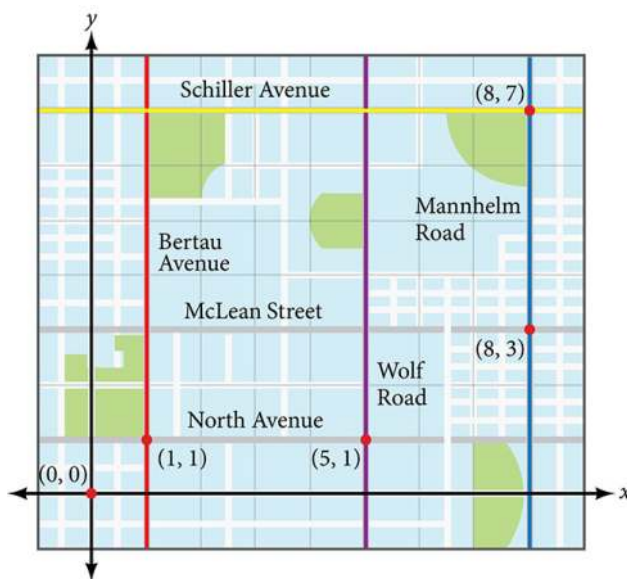 y
Schiller Avenue
(8, 7)
Mannhelm
Road
Bertau
Avenue
McLean Street
(8, 3)
Wolf
Road
North Avenue
(0, 0)
(1, 1)
(5, 1)
x